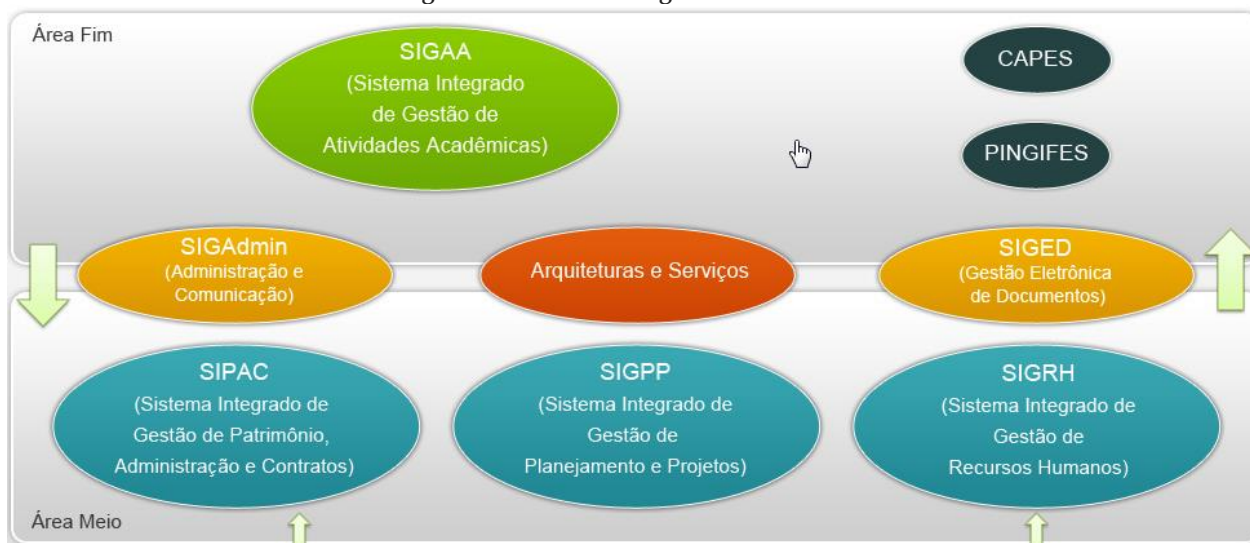 Área Fim
SIGAA
(Sistema Integrado
de Gestão de
Atividades Acadêmicas)
CAPES
PINGIFES
SIGAdmin
(Administração e
Comunicação)
Arquiteturas e Serviços
SIGED
(Gestão Eletrônica
de Documentos)
SIPAC
(Sistema Integrado de
Gestão de Patrimônio,
Administração e Contratos)
SIGPP
(Sistema Integrado de
Gestão de
Planejamento e Projetos)
SIGRH
(Sistema Integrado de
Gestão de
Recursos Humanos)
Área Meio